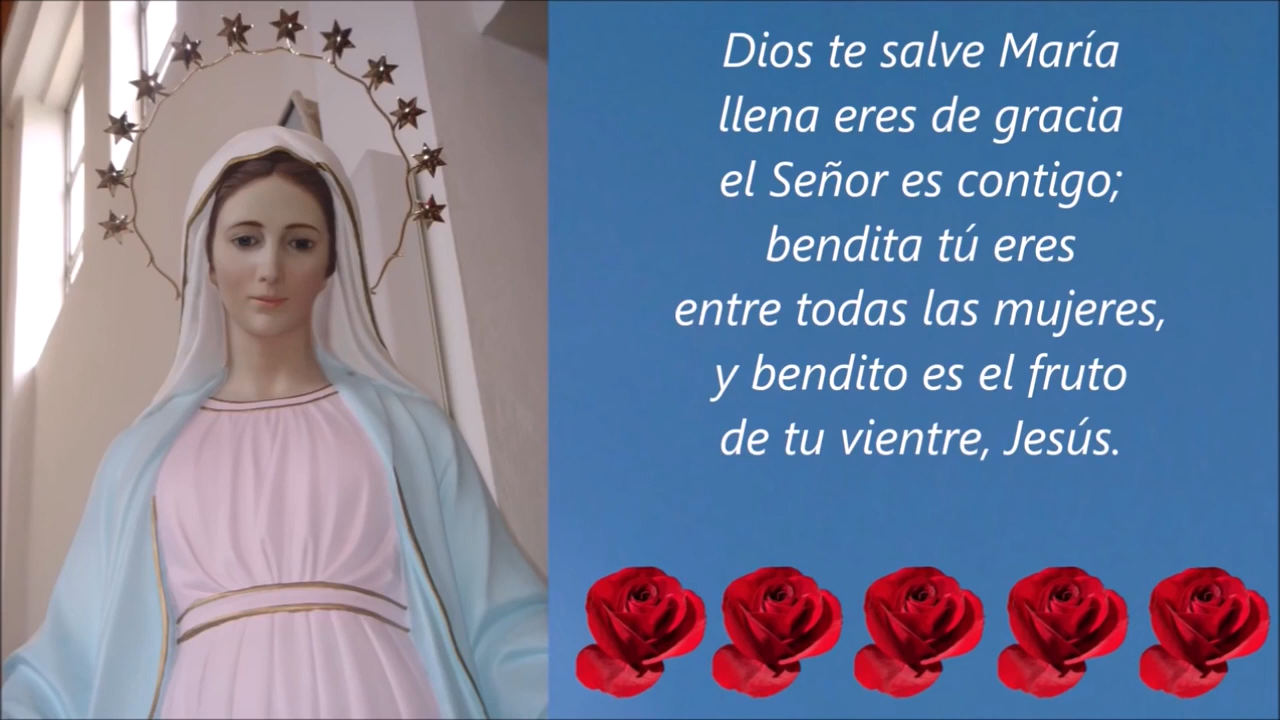 Dios te salve María
llena eres de gracia
el Señor es contigo;
bendita tú eres
entre todas las mujeres,
y bendito es el fruto
de tu vientre, Jesús.